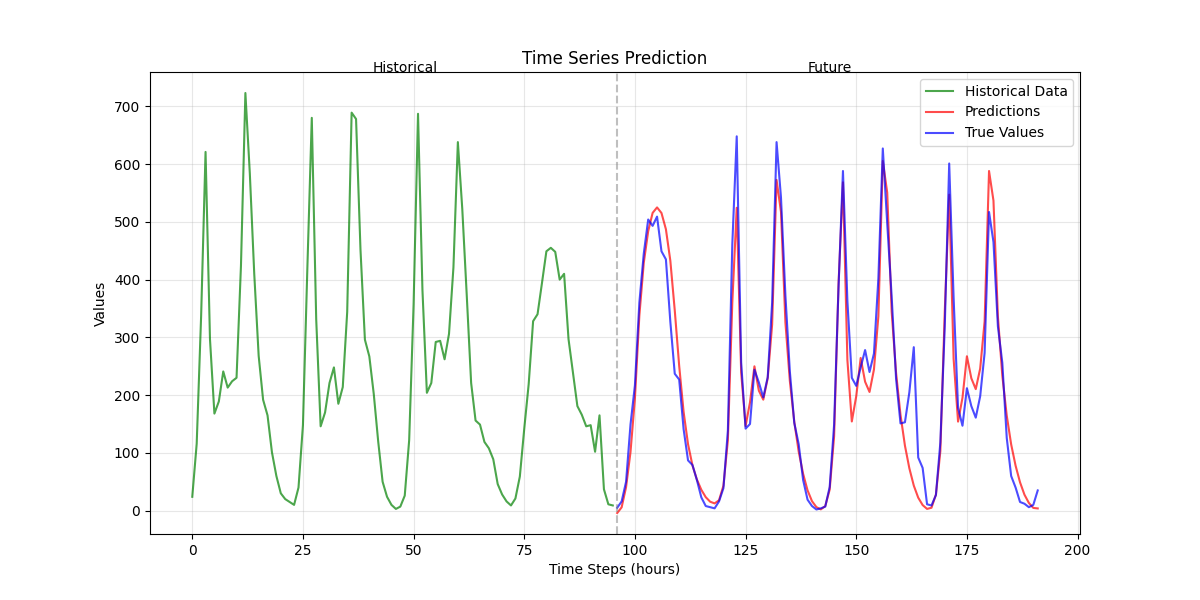 Time Series Prediction
Historical
Future
Historical Data
Predictions
True Values
Values
700
600
500
400
300
200
100
0
0
25
50
75
100
125
150
175
200
Time Steps (hours)